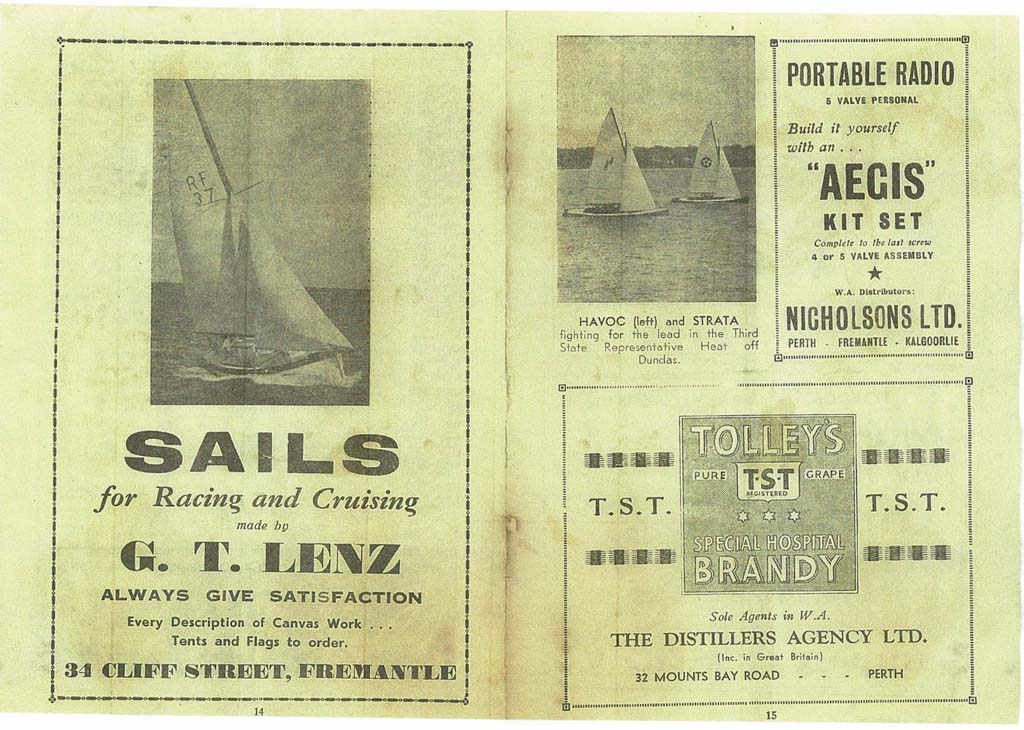 RF
37
SAILS
for Racing and Cruising
made by
G. T. LENZ
ALWAYS GIVE SATISFACTION
Every Description of Canvas Work . . .
Tents and Flags to order.
34 CLIFF STREET, FREMANTLE
14
HAVOC (left) and STRATA
fighting for the lead in the Third
State Representative Heat off
Dundas.
PORTABLE RADIO
5 VALVE PERSONAL
Build it yourself
with an . . .
"AEGIS"
KIT SET
Complete to the last screw
4 or 5 VALVE ASSEMBLY
W.A. Distributors:
NICHOLSONS LTD.
PERTH - FREMANTLE - KALGOORLIE
T.S.T.
TOLLEY'S
PURE T·S·T GRAPE
REGISTERED
SPECIAL HOSPITAL
BRANDY
T.S.T.
Sole Agents in W.A.
THE DISTILLERS AGENCY LTD.
(Inc. in Great Britain)
32 MOUNTS BAY ROAD - - - PERTH
15